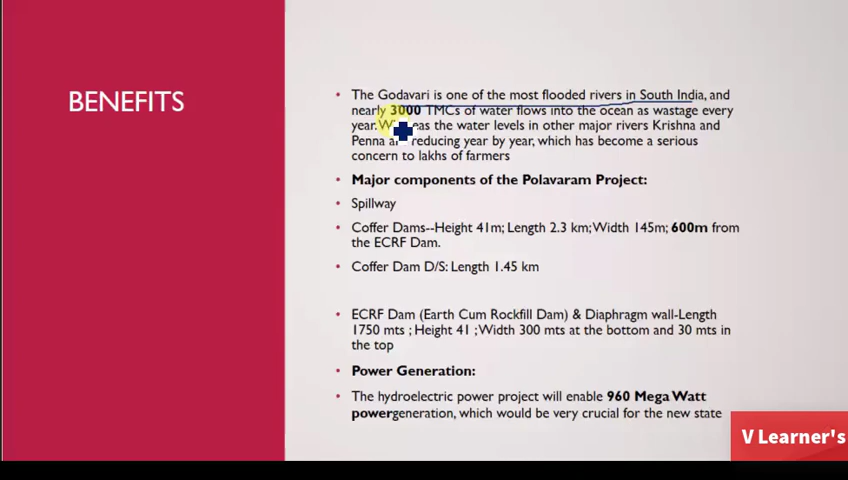 BENEFITS
• The Godavari is one of the most flooded rivers in South India, and
nearly 3000 TMCs of water flows into the ocean as wastage every
year. the water levels in other major rivers Krishna and
Penna reducing year by year, which has become a serious
concern to lakhs of farmers
• Major components of the Polavaram Project:
• Spillway
• Coffer Dams--Height 41m; Length 2.3 km; Width 145m; 600m from
the ECRF Dam.
• Coffer Dam D/S: Length 1.45 km
• ECRF Dam (Earth Cum Rockfill Dam) & Diaphragm wall-Length
1750 mts ; Height 41 ; Width 300 mts at the bottom and 30 mts in
the top
• Power Generation:
• The hydroelectric power project will enable 960 Mega Watt
powergeneration, which would be very crucial for the new state
V Learner's